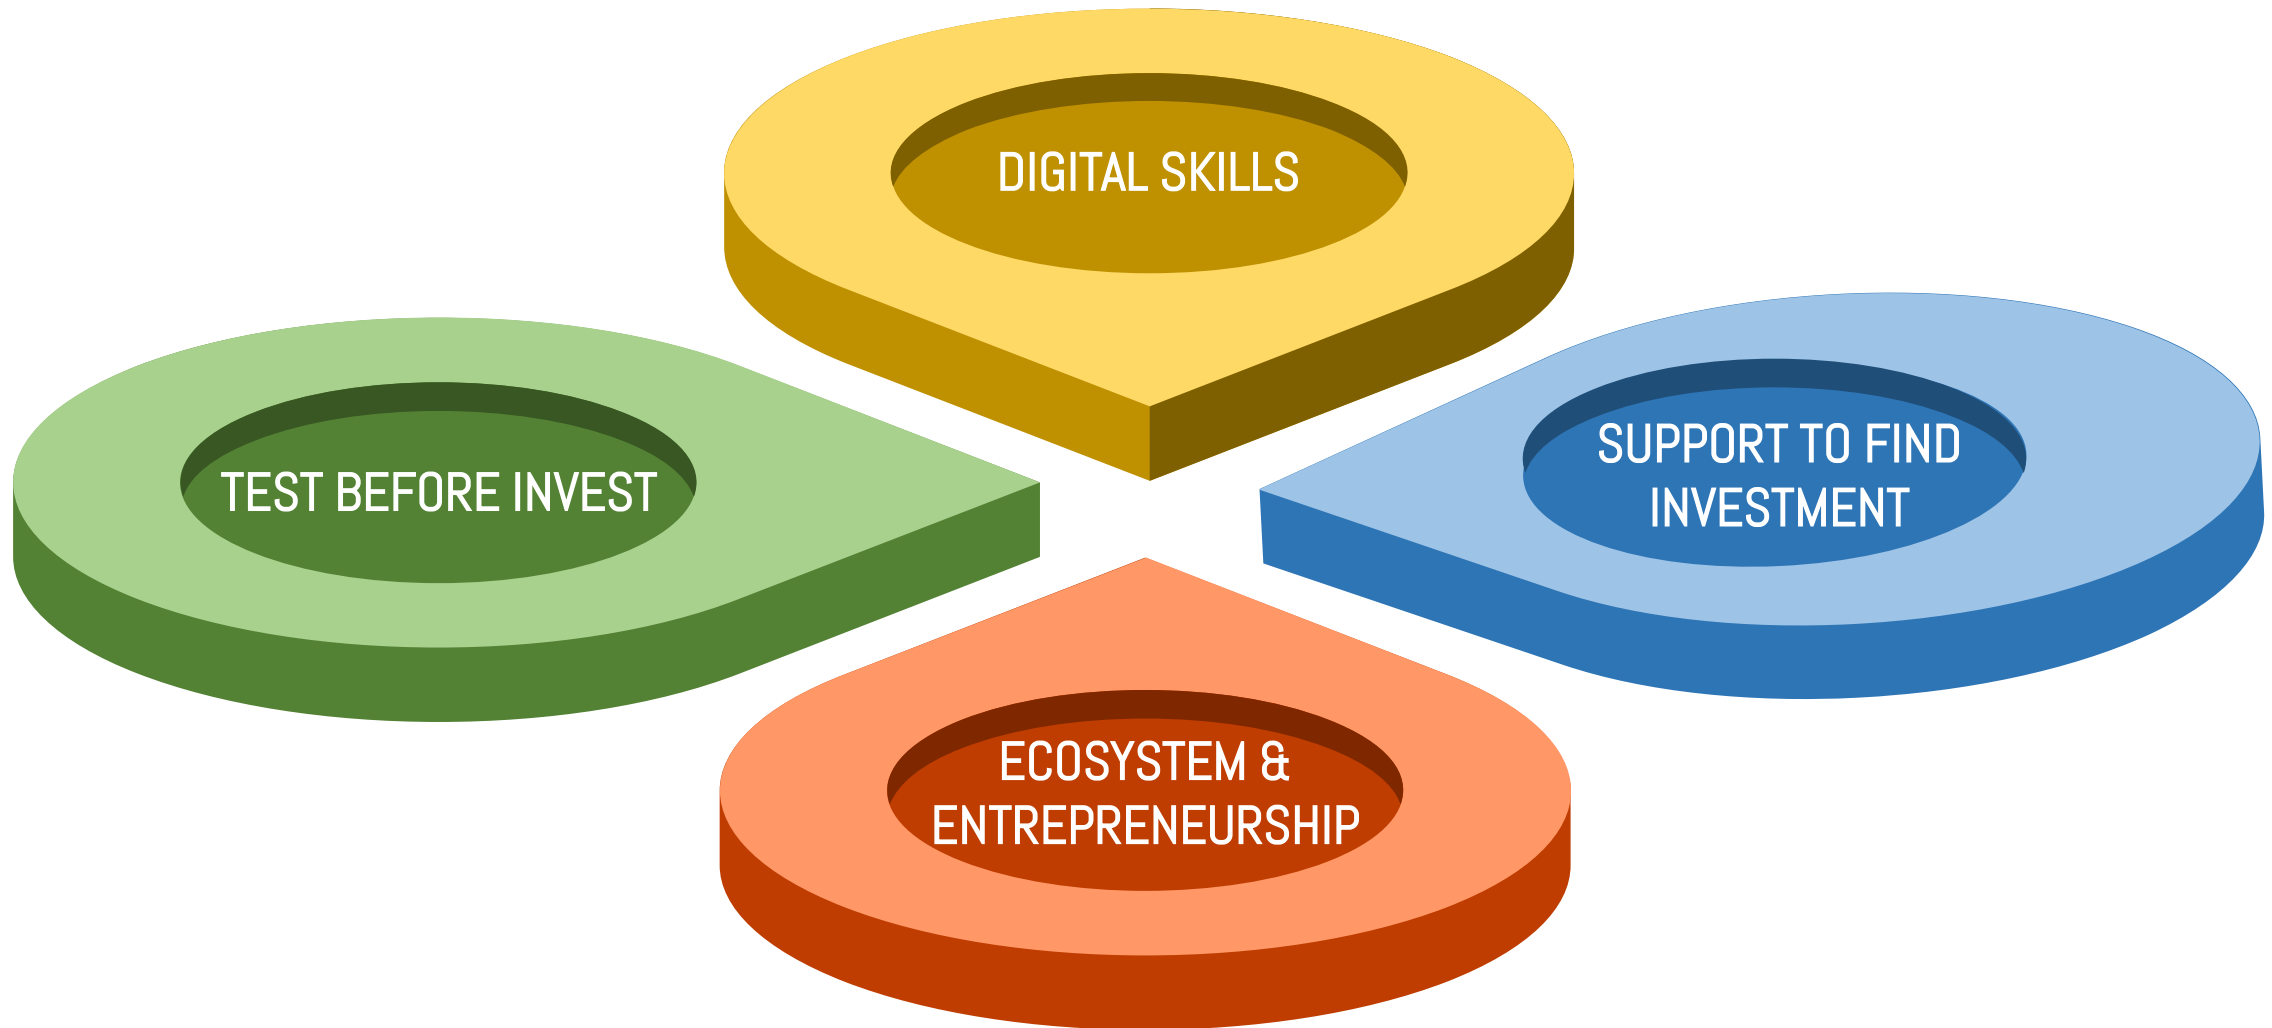 DIGITAL SKILLS
TEST BEFORE INVEST
SUPPORT TO FIND
INVESTMENT
ECOSYSTEM &
ENTREPRENEURSHIP